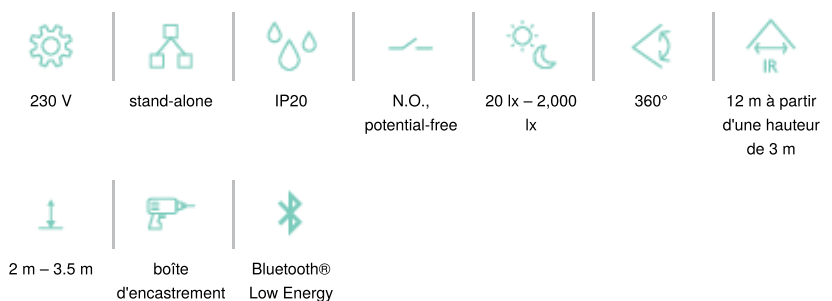 IR
230 V
stand-alone
IP20
N.O.,
potential-free
20 lx – 2,000
lx
360°
12 m à partir
d'une hauteur
de 3 m
2 m – 3.5 m
boîte
d'encastrement
Bluetooth®
Low Energy